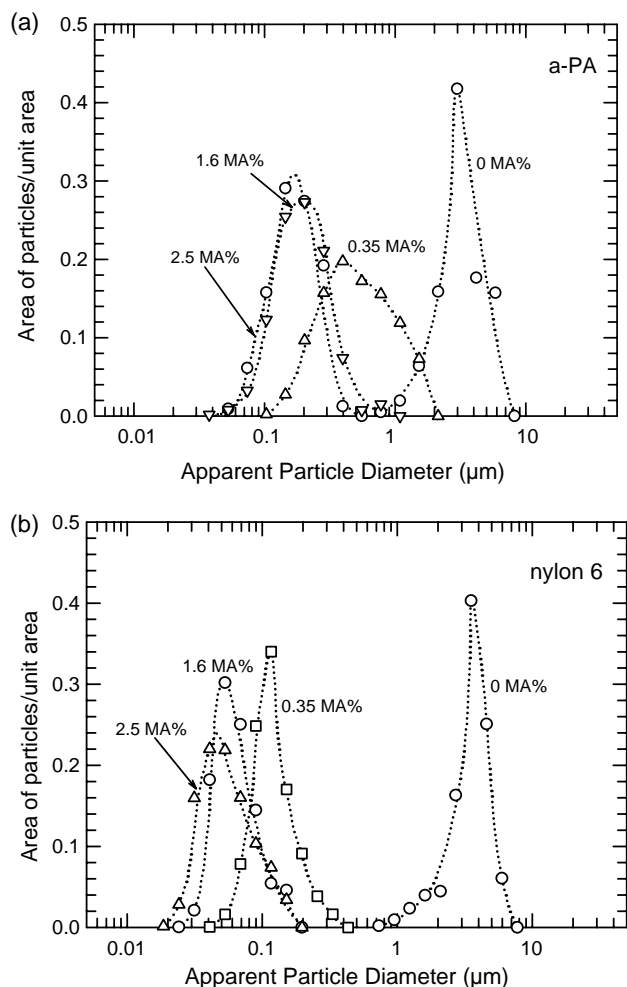 (a)
0.5
0.4
0.3
0.2
0.1
0.0
Area of particles/unit area
a-PA
1.6 MA%
0 MA%
0.35 MA%
2.5 MA%
0.01
0.1
1
10
Apparent Particle Diameter (μm)
(b)
0.5
0.4
0.3
0.2
0.1
0.0
Area of particles/unit area
nylon 6
1.6 MA%
0 MA%
0.35 MA%
2.5 MA%
0.01
0.1
1
10
Apparent Particle Diameter (μm)